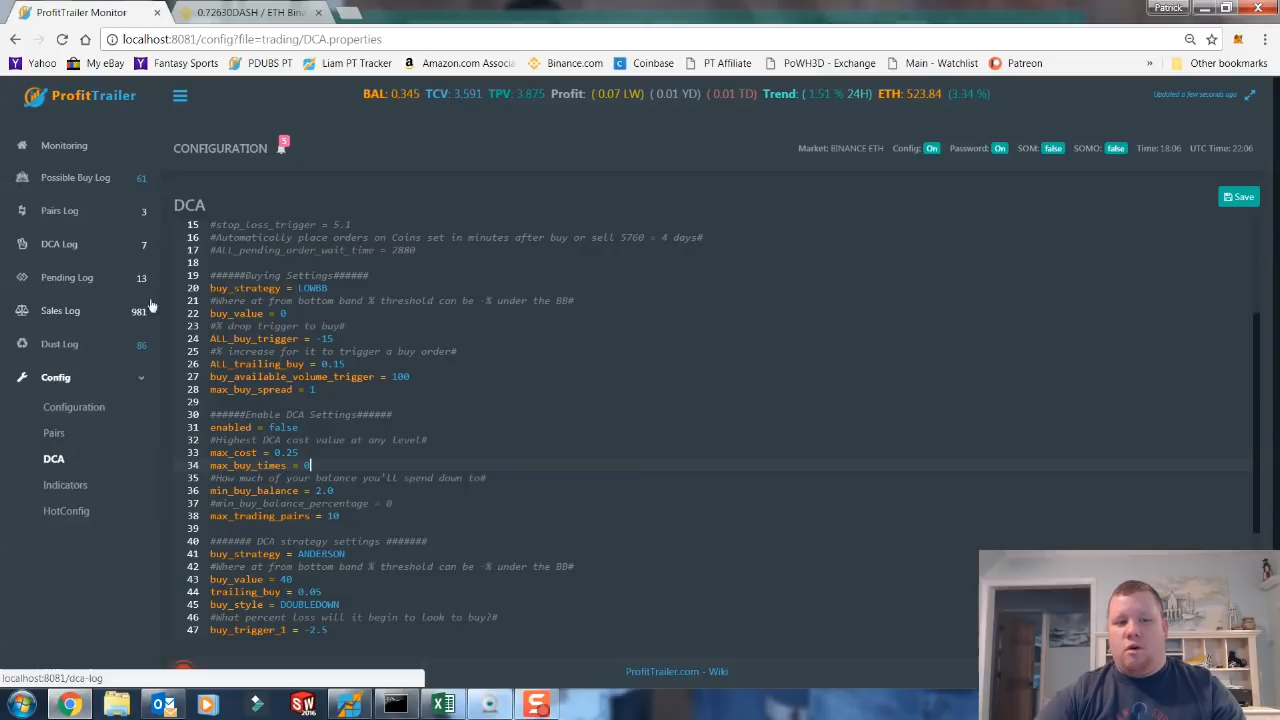 ProfitTrailer Monitor
0.72630DASH / ETH Bina
Patrick
localhost:8081/config?file=trading/DCA.properties
Yahoo My eBay Fantasy Sports PDUBS PT Liam PT Tracker Amazon.com Associa Binance.com Coinbase PT Affiliate PoWH3D - Exchange Main - Watchlist Patreon » Other bookmarks
ProfitTrailer
BAL: 0.345 TCV: 3.591 TPV: 3.875 Profit: ( 0.07 LW) ( 0.01 YD) ( 0.01 TD) Trend: ( 1.51 % 24H) ETH: 523.84 (3.34 %)
Updated a few seconds ago
Monitoring
Possible Buy Log 61
Pairs Log 3
DCA Log 7
Pending Log 13
Sales Log 981
Dust Log 86
Config
Configuration
Pairs
DCA
Indicators
HotConfig
CONFIGURATION 5
Market: BINANCE ETH Config: On Password: On SOM: false SOMO: false Time: 18:06 UTC Time: 22:06
DCA
Save
15 #stop_loss_trigger = 5.1
16 #Automatically place orders on Coins set in minutes after buy or sell 5760 = 4 days#
17 #ALL_pending_order_wait_time = 2880
18
19 ######Buying Settings######
20 buy_strategy = LOWBB
21 #Where at from bottom band % threshold can be -% under the BB#
22 buy_value = 0
23 #% drop trigger to buy#
24 ALL_buy_trigger = -15
25 #% increase for it to trigger a buy order#
26 ALL_trailing_buy = 0.15
27 buy_available_volume_trigger = 100
28 max_buy_spread = 1
29
30 ######Enable DCA Settings######
31 enabled = false
32 #Highest DCA cost value at any Level#
33 max_cost = 0.25
34 max_buy_times = 0
35 #How much of your balance you'll spend down to#
36 min_buy_balance = 2.0
37 #min_buy_balance_percentage = 0
38 max_trading_pairs = 10
39
40 ####### DCA strategy settings #######
41 buy_strategy = ANDERSON
42 #Where at from bottom band % threshold can be -% under the BB#
43 buy_value = 40
44 trailing_buy = 0.05
45 buy_style = DOUBLEDOWN
46 #What percent loss will it begin to look to buy?#
47 buy_trigger_1 = -2.5
ProfitTrailer.com - Wiki
localhost:8081/dca-log
SW
2016